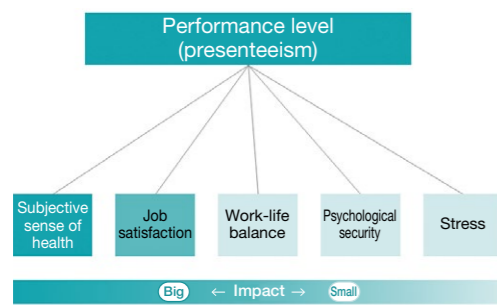 Performance level
(presenteeism)
Subjective
sense of
health
Job
satisfaction
Work-life
balance
Psychological
security
Stress
Big ← Impact → Small